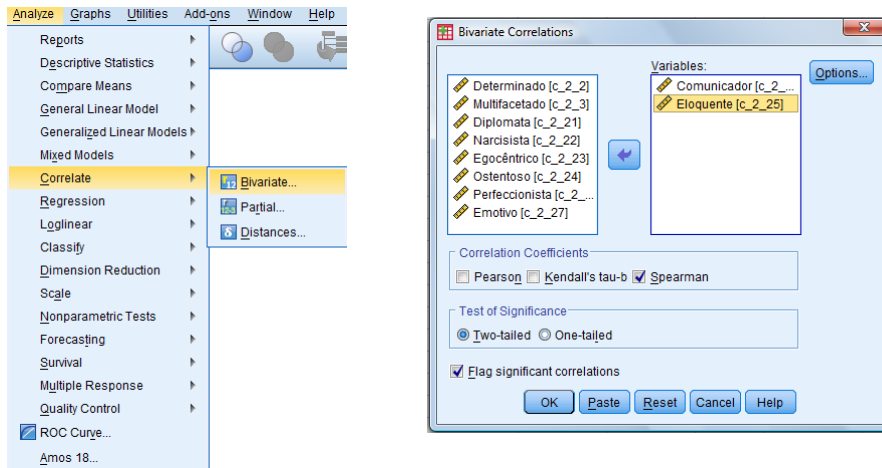 Analyze Graphs Utilities Add-ons Window Help
Reports
Descriptive Statistics
Compare Means
General Linear Model
Generalized Linear Models
Mixed Models
Correlate
Regression
Loglinear
Classify
Dimension Reduction
Scale
Nonparametric Tests
Forecasting
Survival
Multiple Response
Quality Control
ROC Curve...
Amos 18...
Bivariate...
Partial...
Distances...
Bivariate Correlations
Determinado [c_2_2]
Multifacetado [c_2_3]
Diplomata [c_2_21]
Narcisista [c_2_22]
Egocêntrico [c_2_23]
Ostentoso [c_2_24]
Perfeccionista [c_2_...
Emotivo [c_2_27]
Variables:
Comunicador [c_2_...
Eloquente [c_2_25]
Options...
Correlation Coefficients
Pearson Kendall's tau-b Spearman
Test of Significance
Two-tailed One-tailed
Flag significant correlations
OK Paste Reset Cancel Help